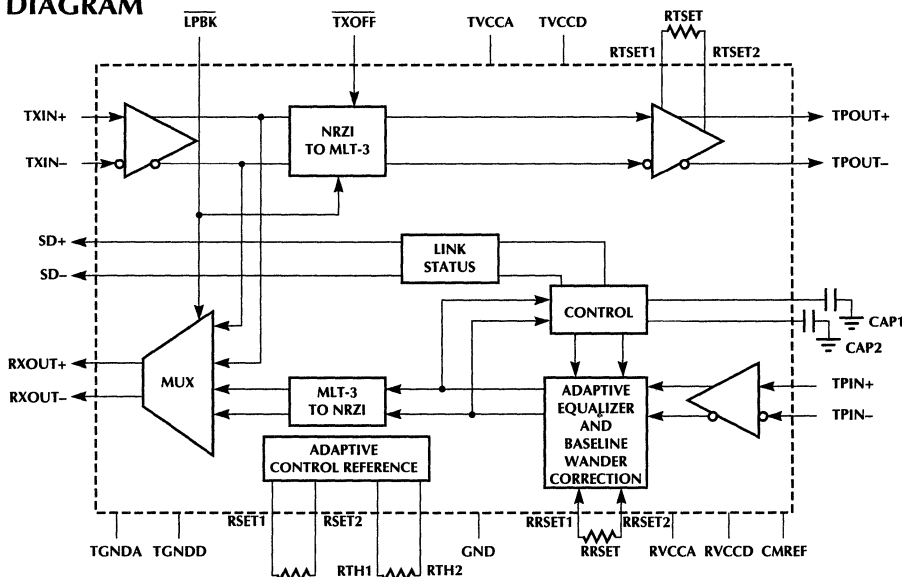 DIAGRAM
LPBK
TXOFF
TVCCA
TVCCD
RTSET
RTSET1
RTSET2
TXIN+
TXIN–
NRZI
TO MLT-3
TPOUT+
TPOUT–
SD+
SD–
LINK
STATUS
CONTROL
CAP1
CAP2
RXOUT+
RXOUT–
MUX
MLT-3
TO NRZI
ADAPTIVE
EQUALIZER
AND
BASELINE
WANDER
CORRECTION
TPIN+
TPIN–
ADAPTIVE
CONTROL REFERENCE
RSET1
RSET2
RRSET1
RRSET2
RRSET
TGNDA
TGNDD
RTH1
RTH2
GND
RVCCA
RVCCD
CMREF